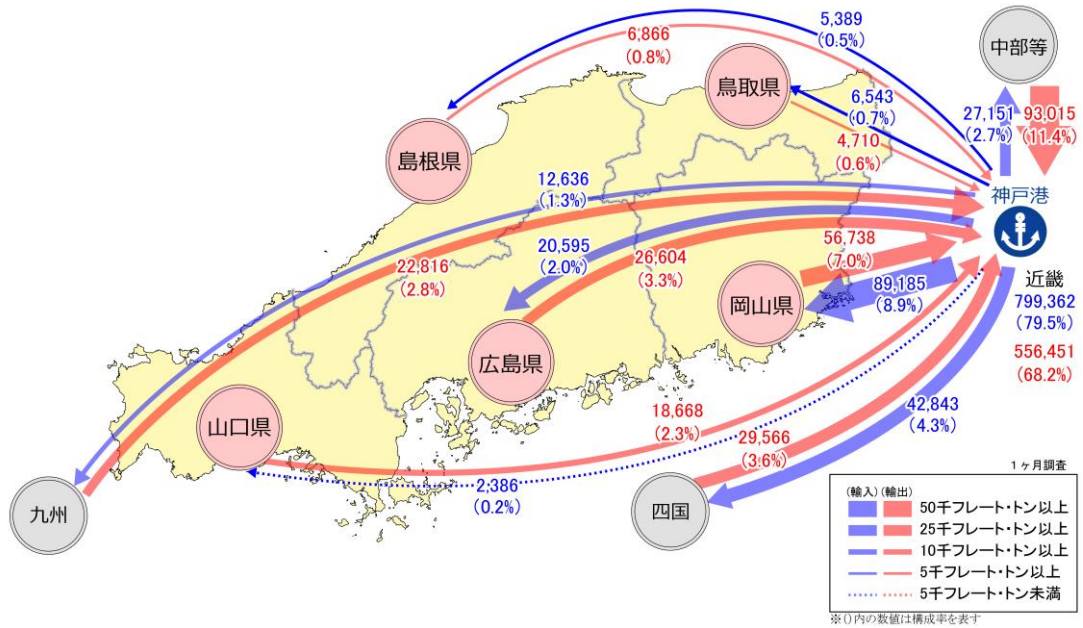 5,389
(0.5%)
6,866
(0.8%)
中部等
鳥取県
6,543
(0.7%)
27,151
(2.7%)
93,015
(11.4%)
4,710
(0.6%)
島根県
12,636
(1.3%)
神戸港
20,595
(2.0%)
26,604
(3.3%)
56,738
(7.0%)
22,816
(2.8%)
89,185
(8.9%)
近畿
799,362
(79.5%)
556,451
(68.2%)
岡山県
広島県
山口県
18,668
(2.3%)
29,566
(3.6%)
42,843
(4.3%)
2,386
(0.2%)
九州
四国
1ヶ月調査
(輸入)(輸出)
50千フレート・トン以上
25千フレート・トン以上
10千フレート・トン以上
5千フレート・トン以上
5千フレート・トン未満
※()内の数値は構成率を表す